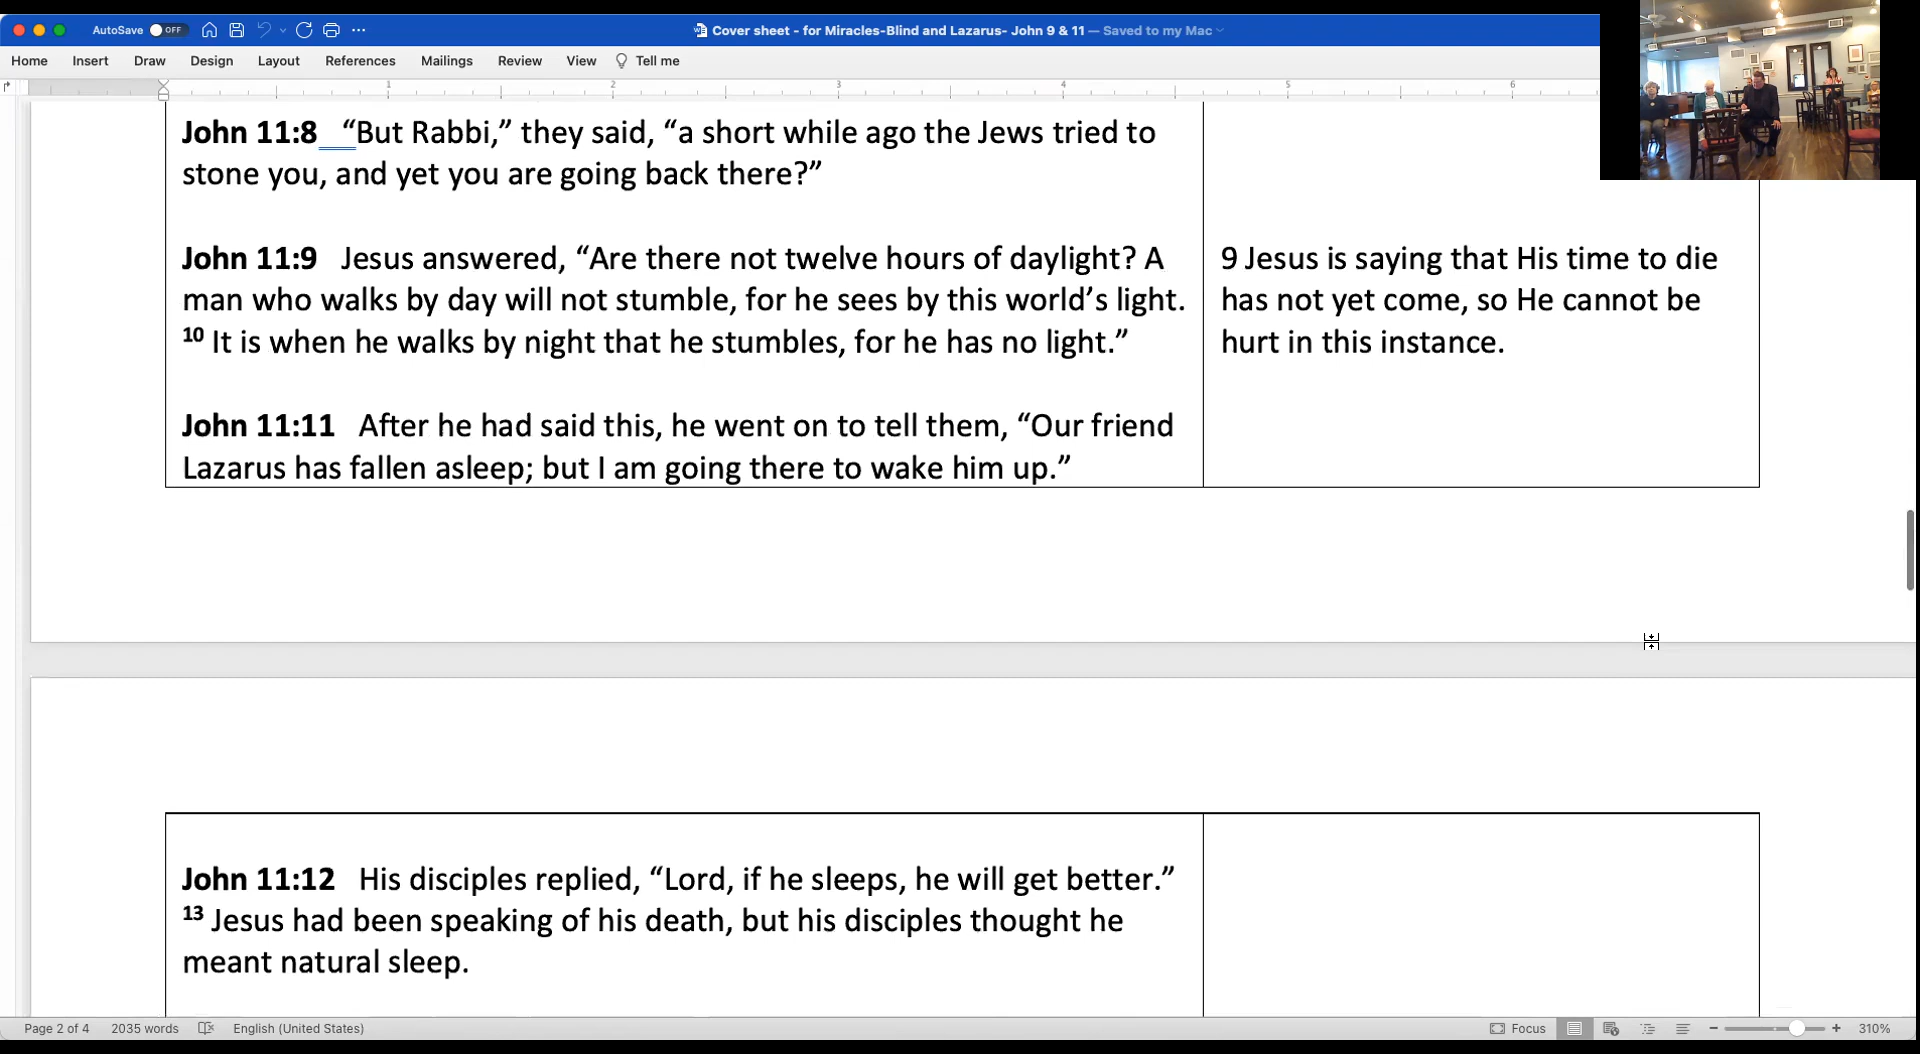 AutoSave OFF
Cover sheet - for Miracles-Blind and Lazarus- John 9 & 11 — Saved to my Mac
Home Insert Draw Design Layout References Mailings Review View Tell me
1 2 3 4 5 6
John 11:8 “But Rabbi,” they said, “a short while ago the Jews tried to
stone you, and yet you are going back there?”
John 11:9 Jesus answered, “Are there not twelve hours of daylight? A
man who walks by day will not stumble, for he sees by this world’s light.
10 It is when he walks by night that he stumbles, for he has no light.”
9 Jesus is saying that His time to die
has not yet come, so He cannot be
hurt in this instance.
John 11:11 After he had said this, he went on to tell them, “Our friend
Lazarus has fallen asleep; but I am going there to wake him up.”
John 11:12 His disciples replied, “Lord, if he sleeps, he will get better.”
13 Jesus had been speaking of his death, but his disciples thought he
meant natural sleep.
Page 2 of 4 2035 words English (United States) Focus 310%